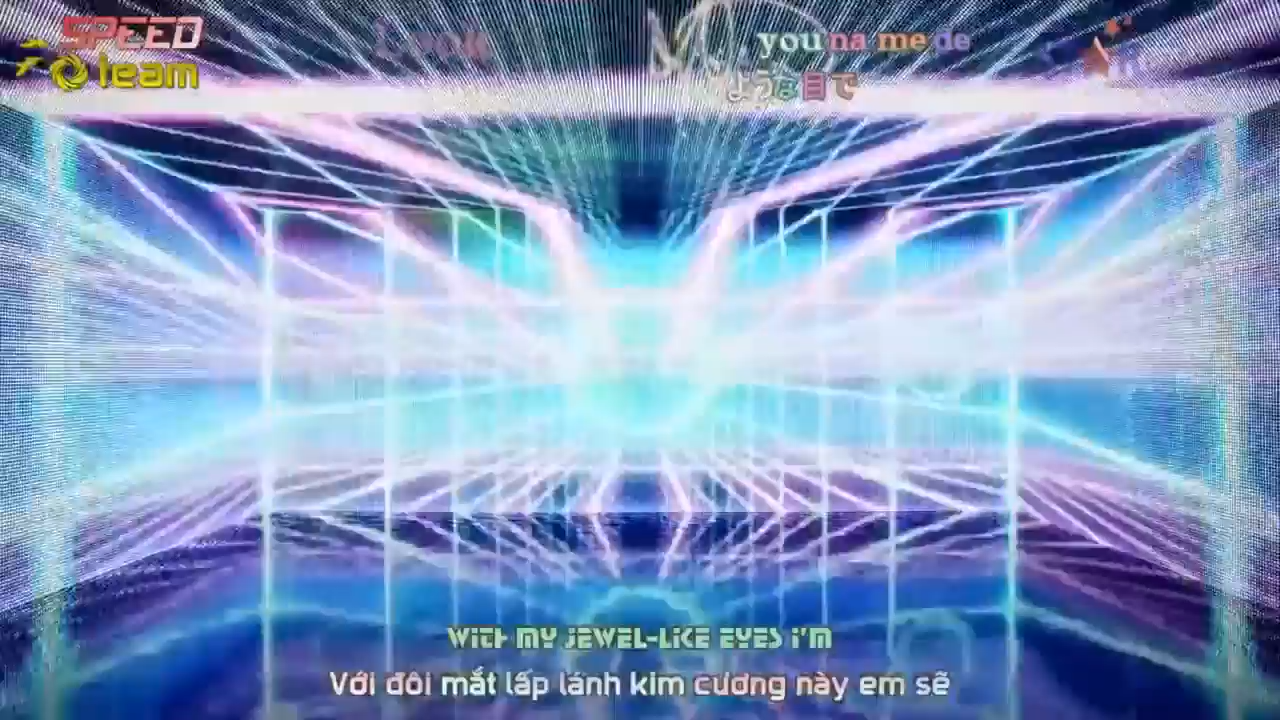 SPEED
Team
you na me de
ような目で
WITH MY JEWEL-LIKE EYES I'M
Với đôi mắt lấp lánh kim cương này em sẽ